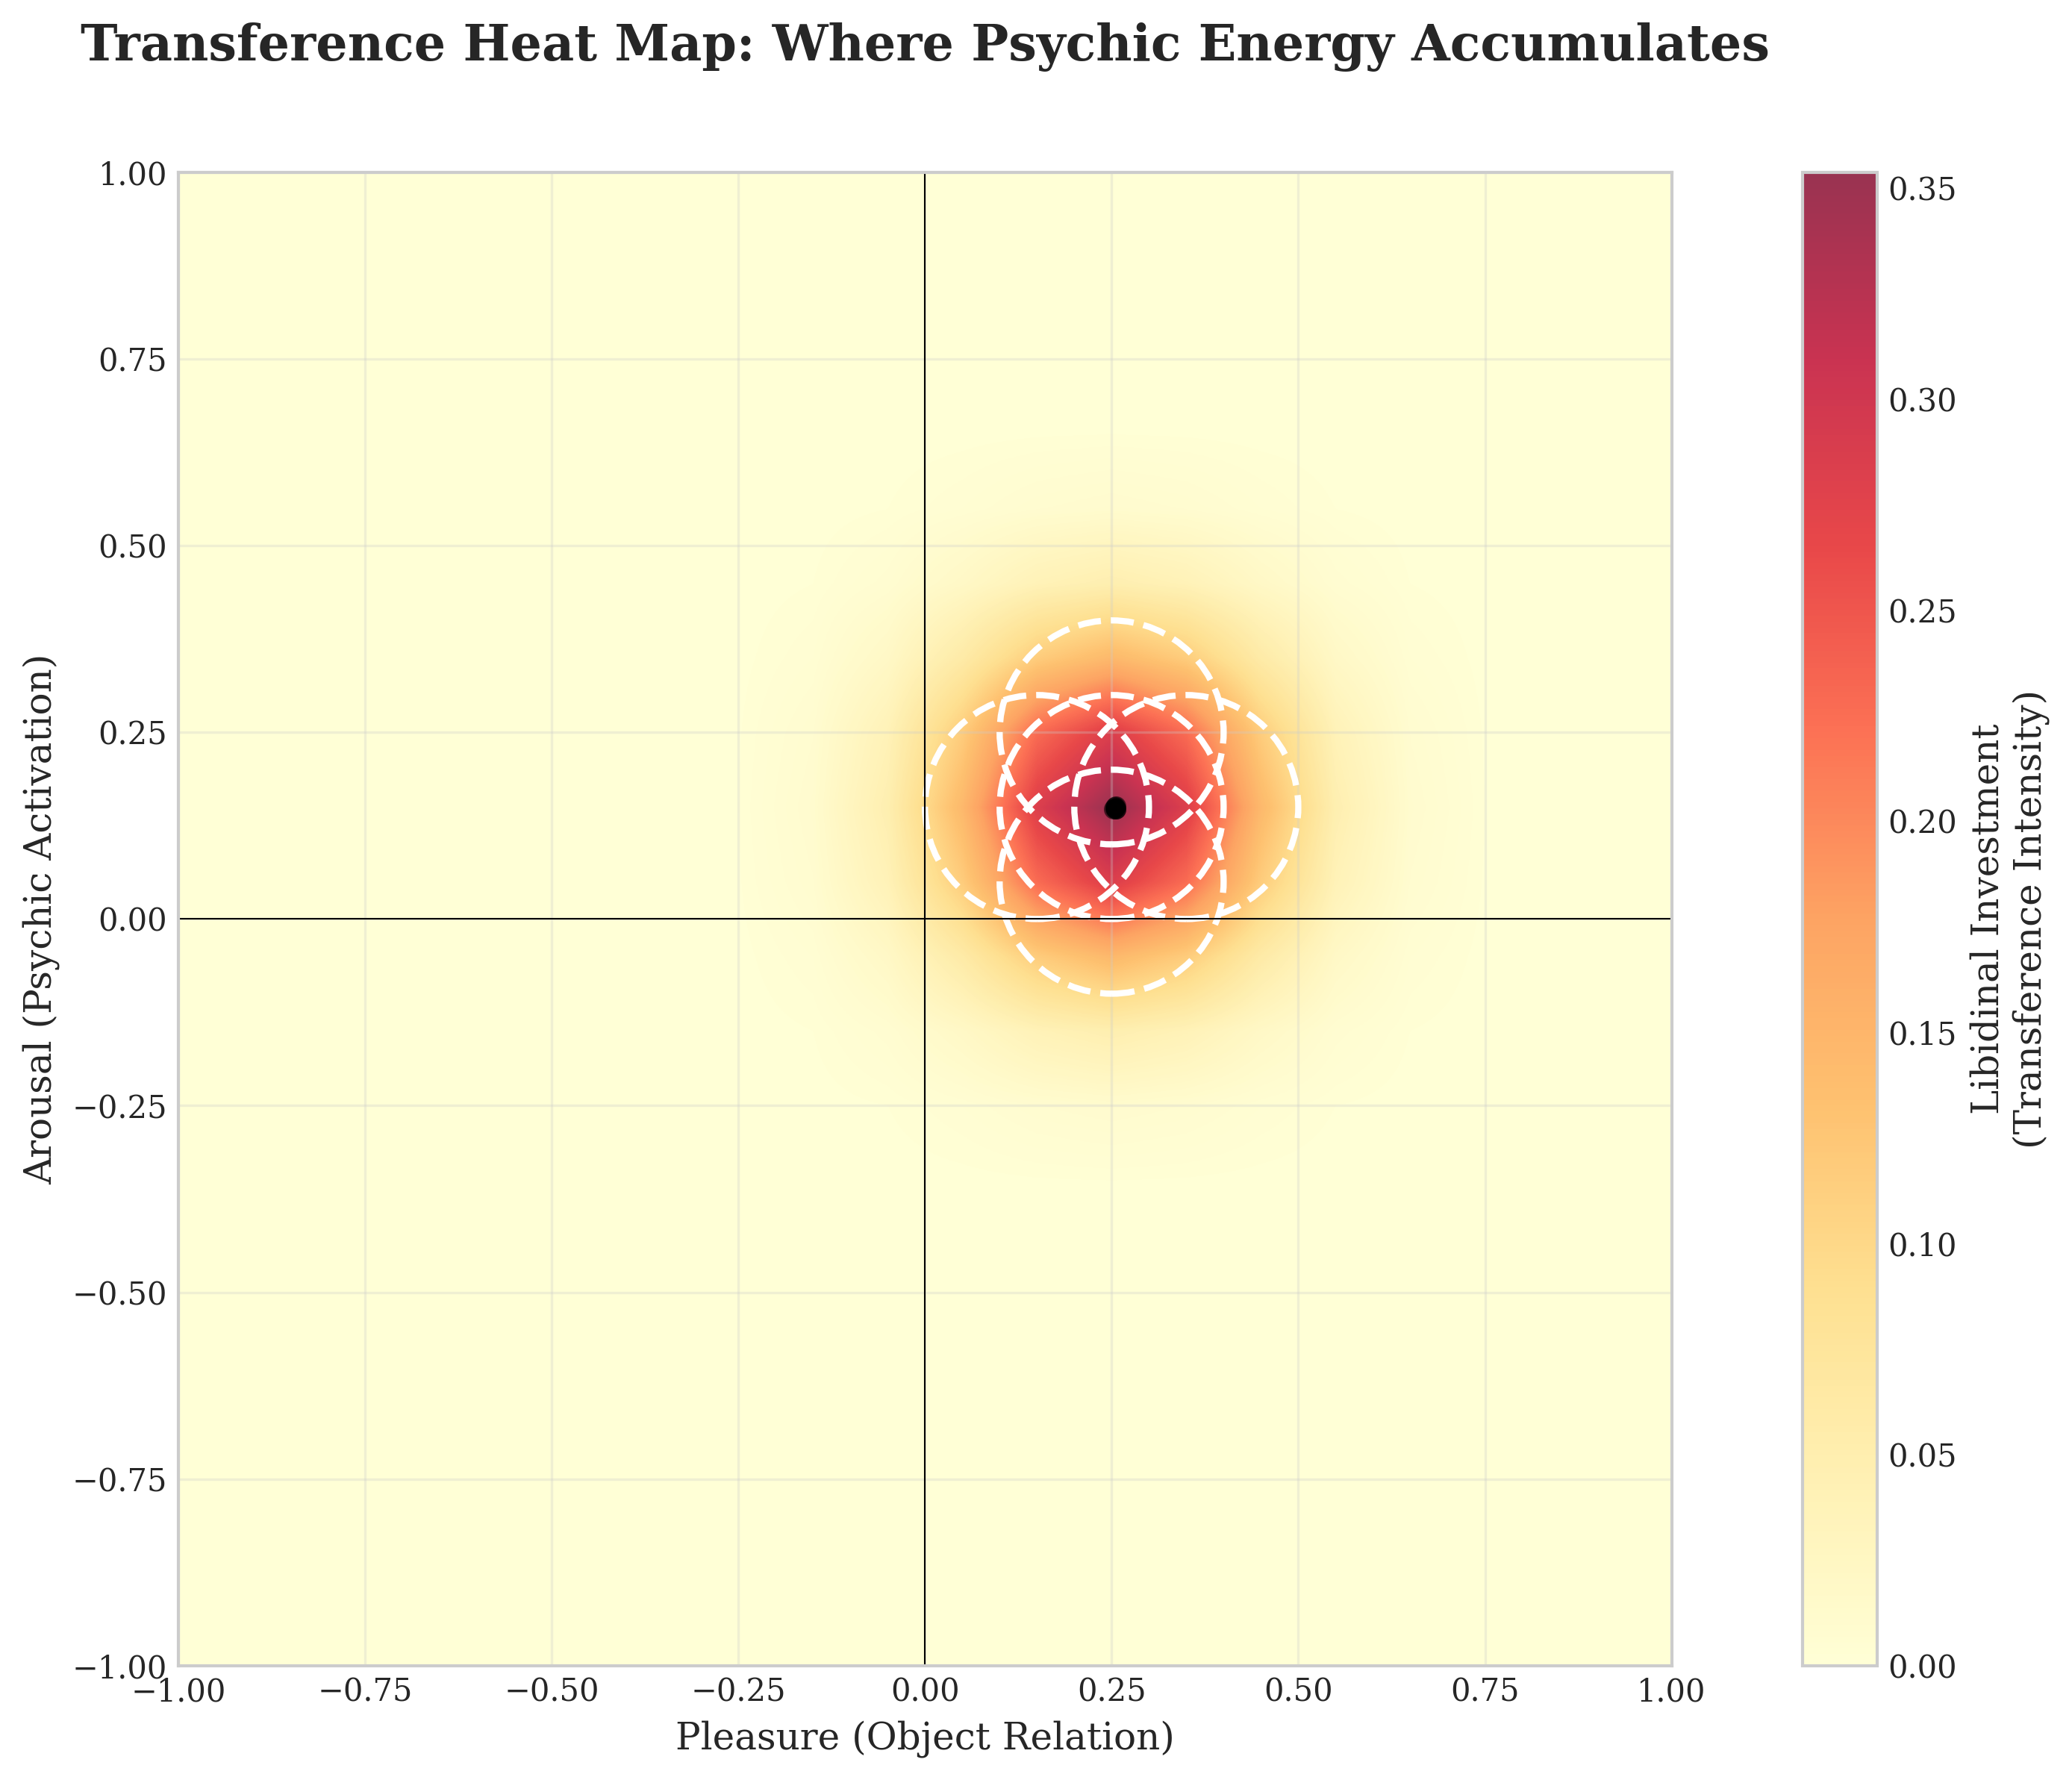 Transference Heat Map: Where Psychic Energy Accumulates
1.00
0.75
0.50
0.25
0.00
−0.25
−0.50
−0.75
−1.00
Arousal (Psychic Activation)
−1.00 −0.75 −0.50 −0.25 0.00 0.25 0.50 0.75 1.00
Pleasure (Object Relation)
0.35
0.30
0.25
0.20
0.15
0.10
0.05
0.00
Libidinal Investment
(Transference Intensity)